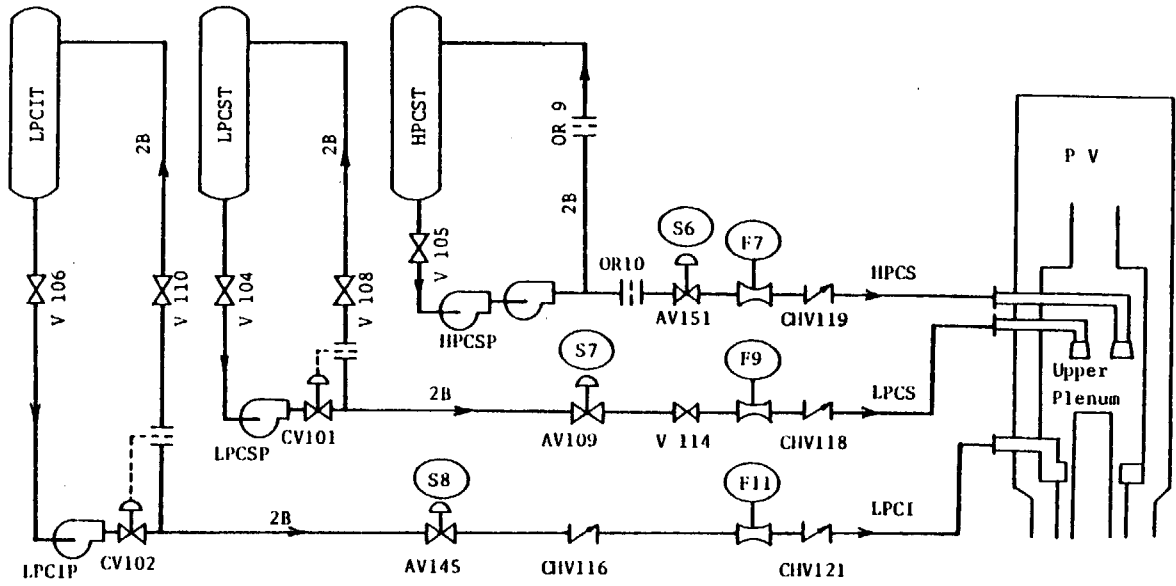 LPCIT
LPCST
HPCST
2B
2B
OR 9
2B
P V
V 106
V 110
V 104
V 108
V 105
S6
F7
OR10
HPCS
HPCSP
AV151
CHV119
S7
F9
Upper
Plenum
2B
LPCS
LPCSP
CV101
AV109
V 114
CHV118
S8
F11
2B
LPCI
LPCIP
CV102
AV145
CHV116
CHV121